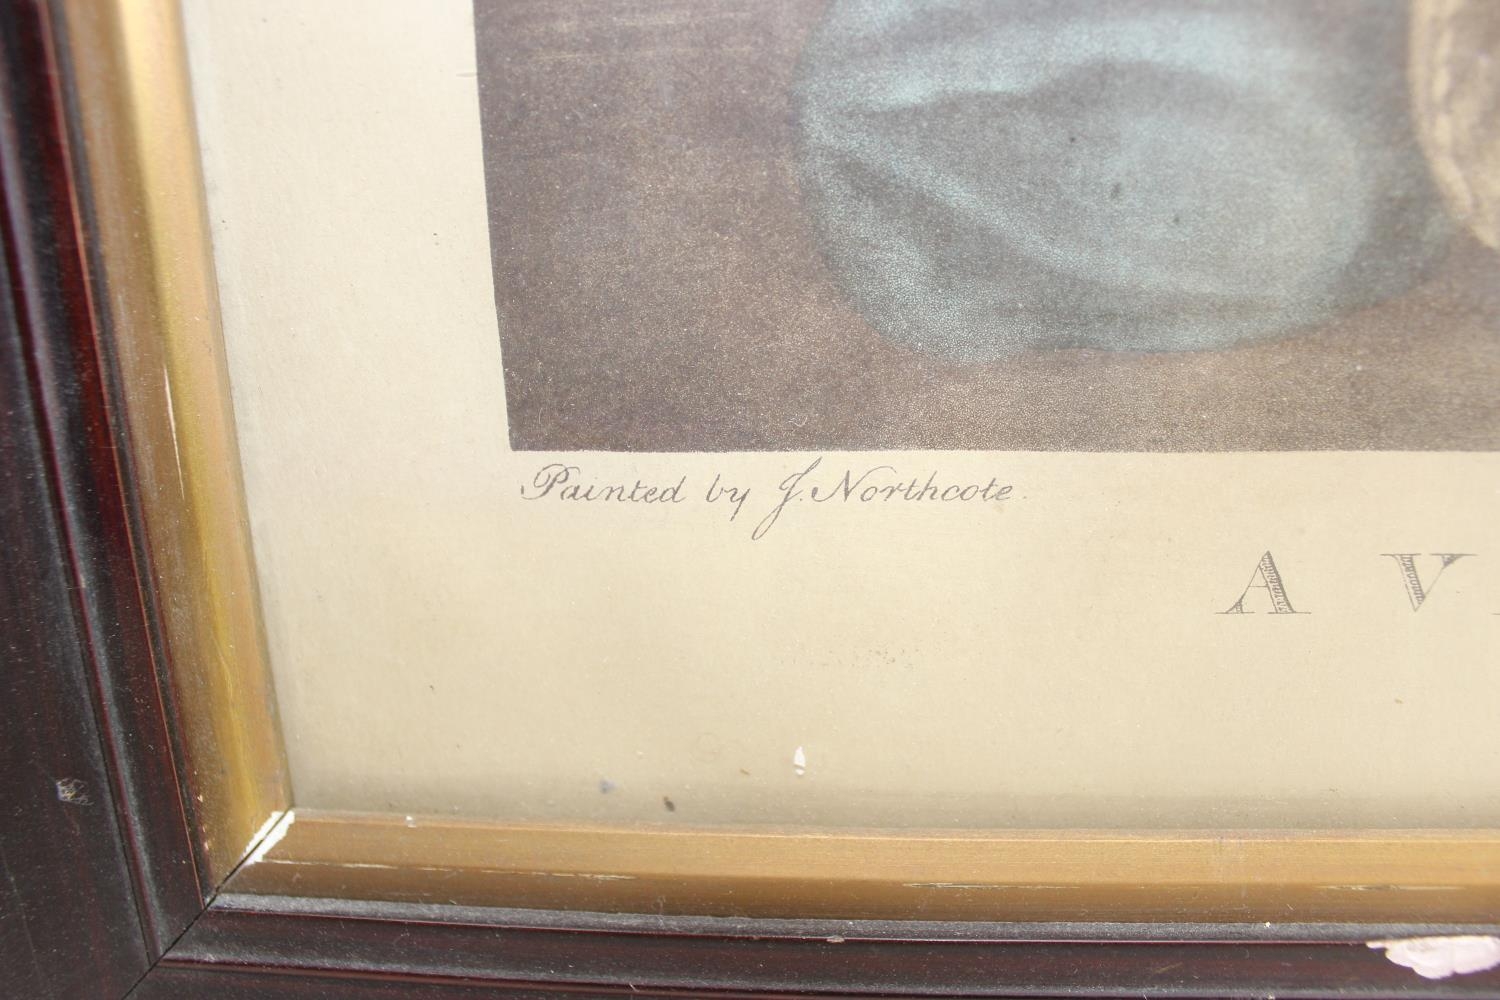 Painted by J. Northcote.
A V